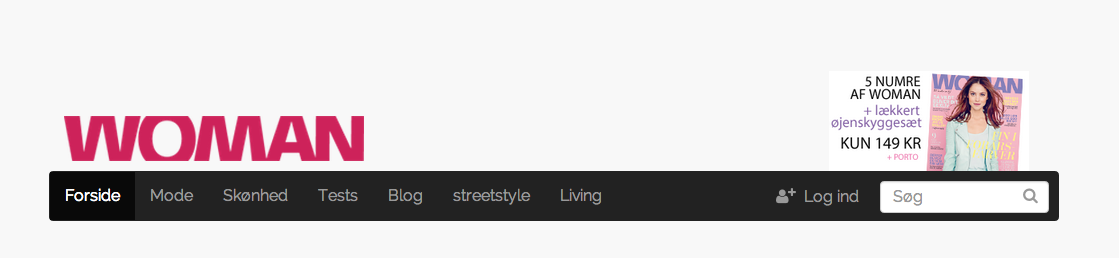 WOMAN
5 NUMRE
AF WOMAN
+ lækkert
øjenskyggesæt
KUN 149 KR
+ PORTO
WOMAN
Forside
Mode
Skønhed
Tests
Blog
streetstyle
Living
Log ind
Søg